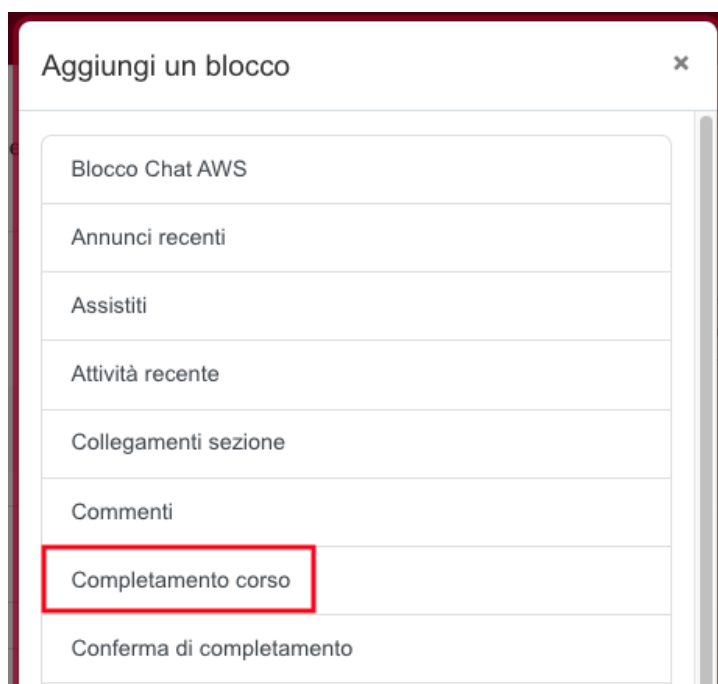 Aggiungi un blocco
Blocco Chat AWS
Annunci recenti
Assistiti
Attività recente
Collegamenti sezione
Commenti
Completamento corso
Conferma di completamento